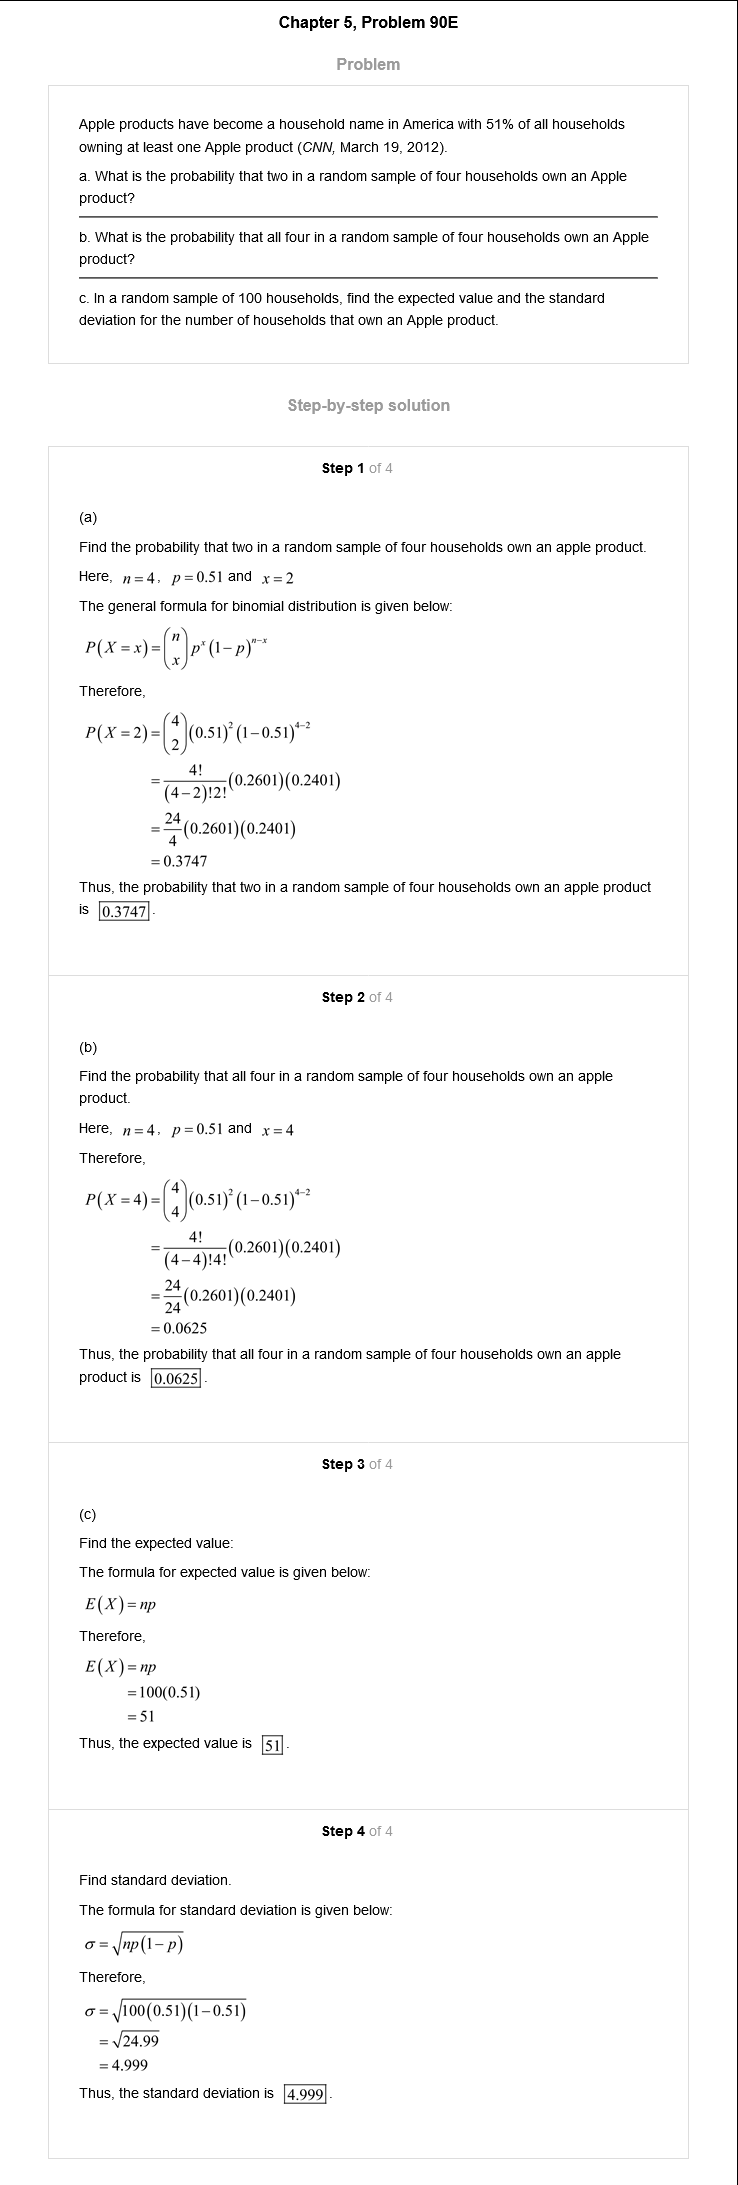 Chapter 5, Problem 90E
Problem
Apple products have become a household name in America with 51% of all households
owning at least one Apple product (CNN, March 19, 2012).
a. What is the probability that two in a random sample of four households own an Apple
product?
b. What is the probability that all four in a random sample of four households own an Apple
product?
c. In a random sample of 100 households, find the expected value and the standard
deviation for the number of households that own an Apple product.
Step-by-step solution
Step 1 of 4
(a)
Find the probability that two in a random sample of four households own an apple product.
Here, n = 4, p = 0.51 and x = 2
The general formula for binomial distribution is given below:
P(X = x) = (n x) p^x (1 − p)^{n−x}
Therefore,
P(X = 2) = (4 2) (0.51)^2 (1 − 0.51)^{4−2}
= 4! / (4 − 2)!2! (0.2601)(0.2401)
= 24/4 (0.2601)(0.2401)
= 0.3747
Thus, the probability that two in a random sample of four households own an apple product
is 0.3747.
Step 2 of 4
(b)
Find the probability that all four in a random sample of four households own an apple
product.
Here, n = 4, p = 0.51 and x = 4
Therefore,
P(X = 4) = (4 4) (0.51)^2 (1 − 0.51)^{4−2}
= 4! / (4 − 4)!4! (0.2601)(0.2401)
= 24/24 (0.2601)(0.2401)
= 0.0625
Thus, the probability that all four in a random sample of four households own an apple
product is 0.0625.
Step 3 of 4
(c)
Find the expected value:
The formula for expected value is given below:
E(X) = np
Therefore,
E(X) = np
= 100(0.51)
= 51
Thus, the expected value is 51.
Step 4 of 4
Find standard deviation.
The formula for standard deviation is given below:
σ = √np(1 − p)
Therefore,
σ = √100(0.51)(1 − 0.51)
= √24.99
= 4.999
Thus, the standard deviation is 4.999.